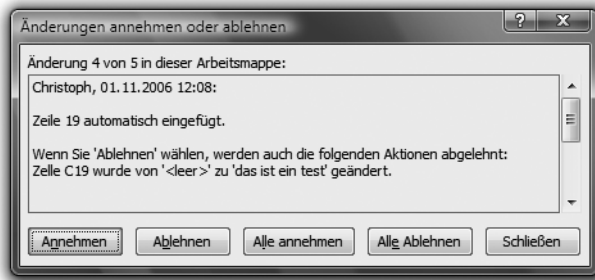 Änderungen annehmen oder ablehnen
Änderung 4 von 5 in dieser Arbeitsmappe:
Christoph, 01.11.2006 12:08:
Zeile 19 automatisch eingefügt.
Wenn Sie 'Ablehnen' wählen, werden auch die folgenden Aktionen abgelehnt:
Zelle C19 wurde von '<leer>' zu 'das ist ein test' geändert.
Annehmen Ablehnen Alle annehmen Alle Ablehnen Schließen